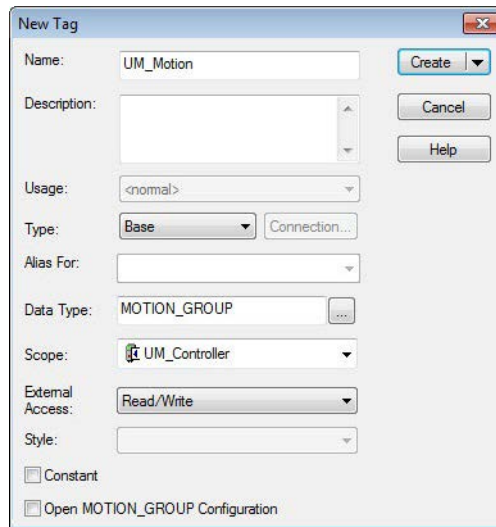 New Tag
Name: UM_Motion
Create
Description:
Cancel
Help
Usage: <normal>
Type: Base Connection...
Alias For:
Data Type: MOTION_GROUP ...
Scope: UM_Controller
External Access: Read/Write
Style:
Constant
Open MOTION_GROUP Configuration